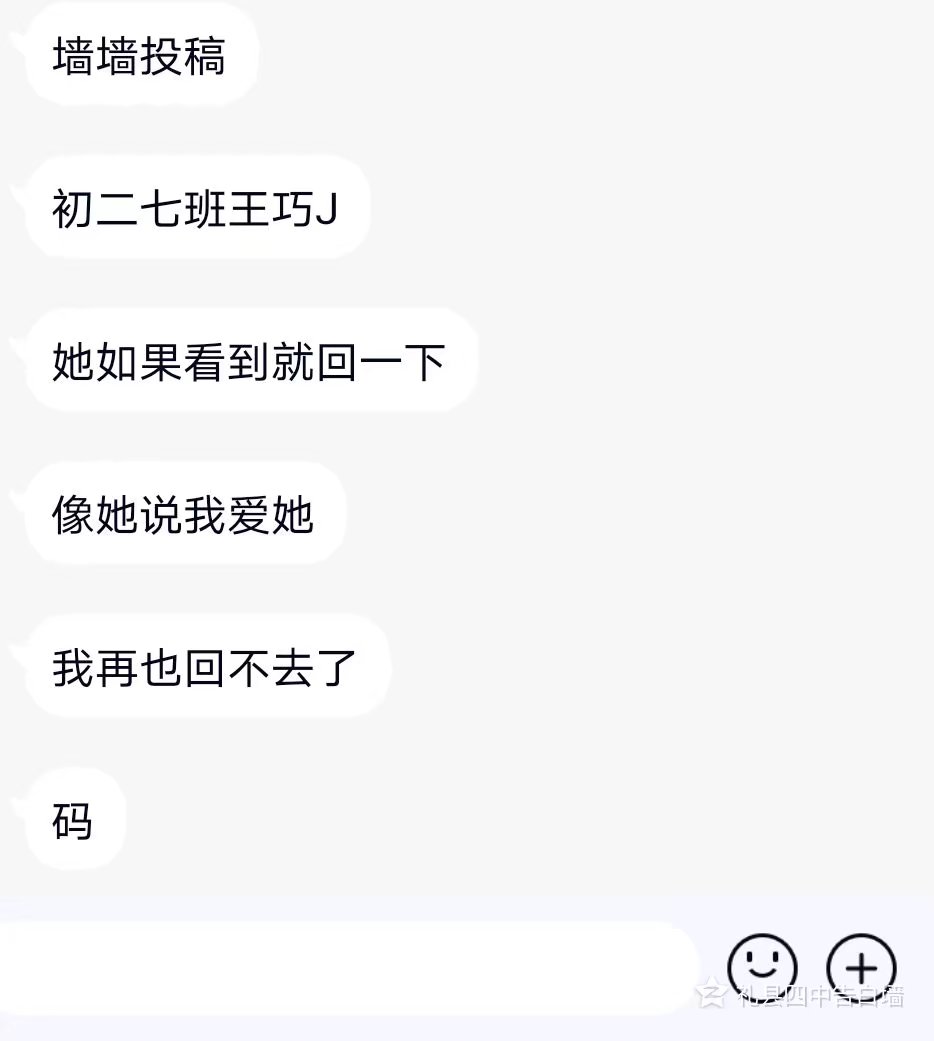 墙墙投稿
初二七班王巧J
她如果看到就回一下
像她说我爱她
我再也回不去了
码
礼县四中告白墙